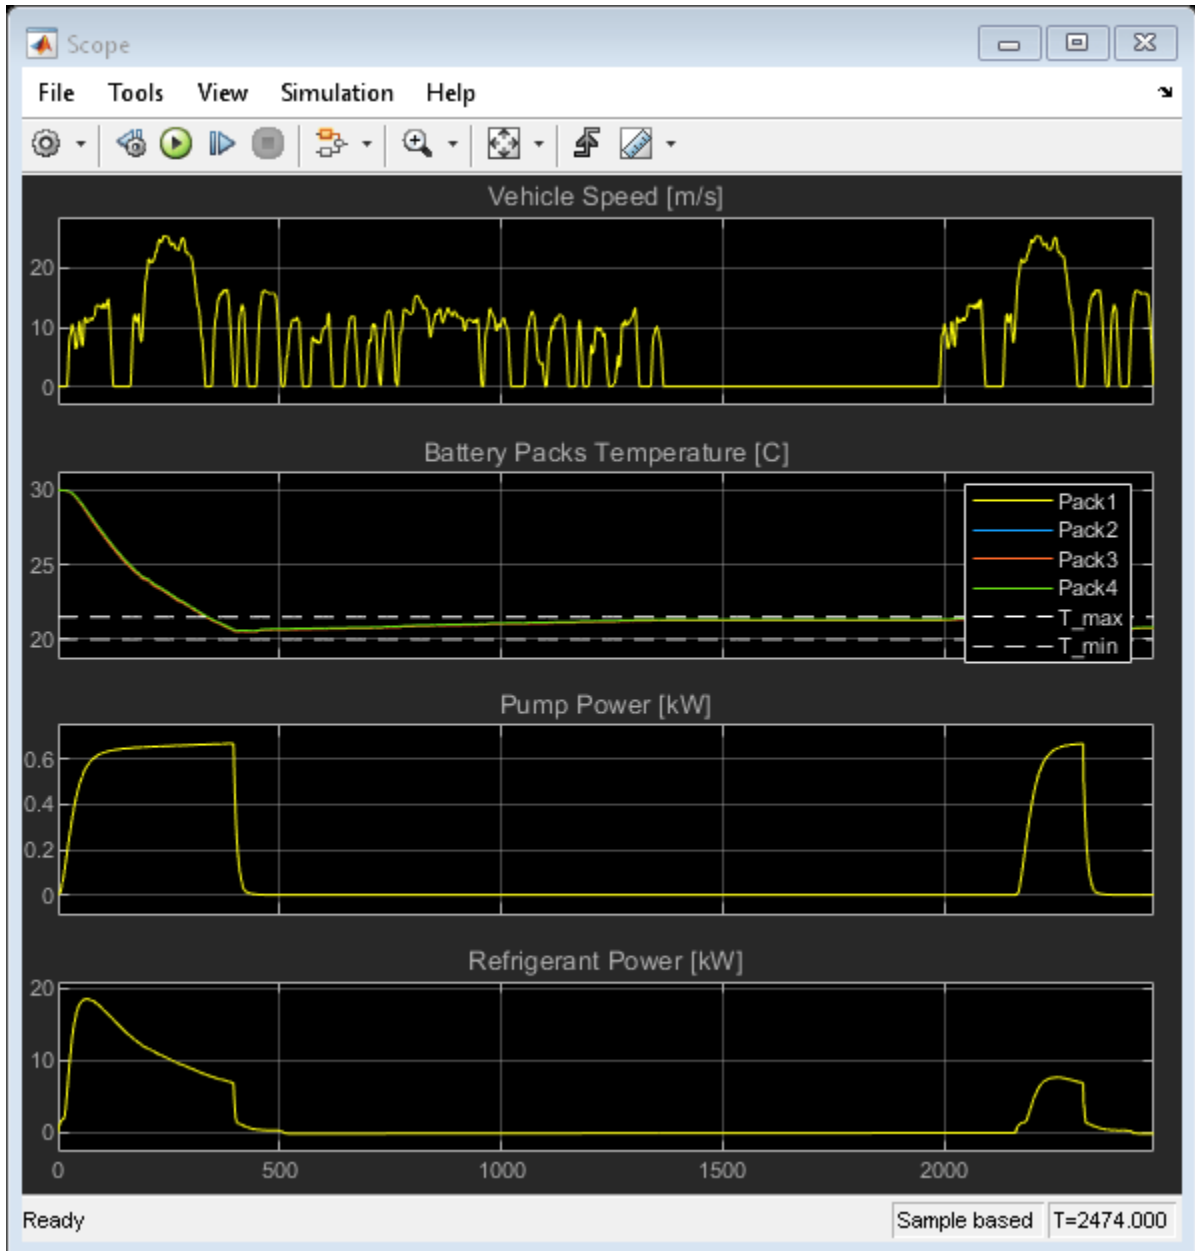 Scope
File Tools View Simulation Help
Vehicle Speed [m/s]
20
10
0
Battery Packs Temperature [C]
30
25
20
Pack1
Pack2
Pack3
Pack4
T_max
T_min
Pump Power [kW]
0.6
0.4
0.2
0
Refrigerant Power [kW]
20
10
0
0 500 1000 1500 2000
Ready Sample based T=2474.000